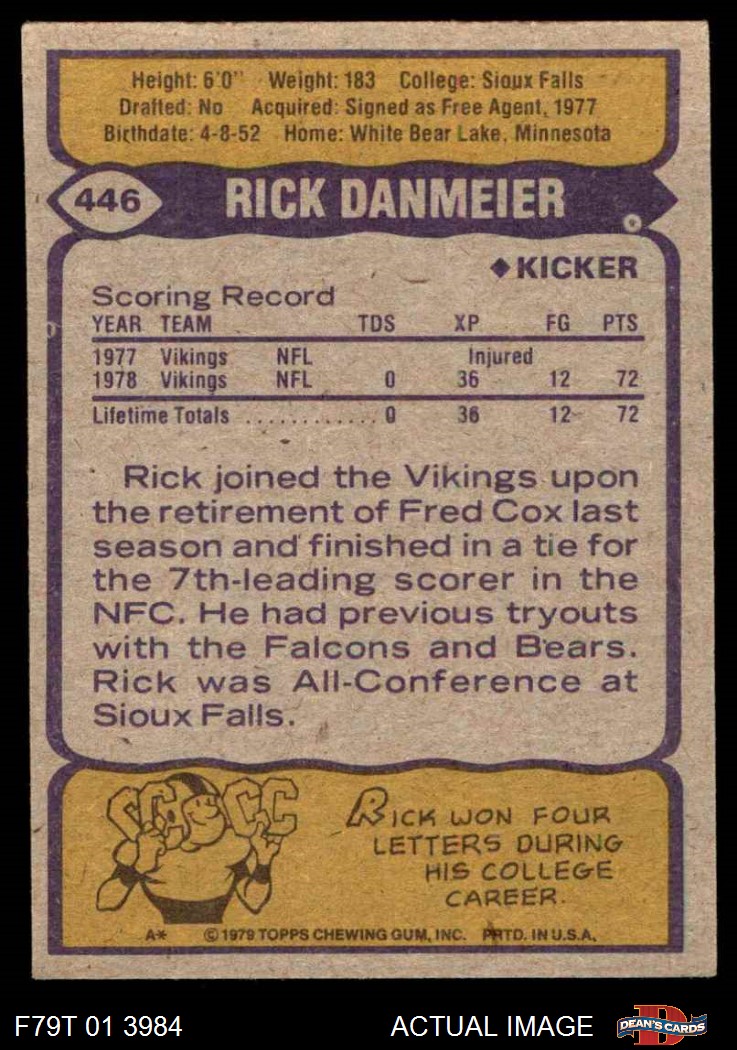 Height: 6'0" Weight: 183 College: Sioux Falls
Drafted: No Acquired: Signed as Free Agent, 1977
Birthdate: 4-8-52 Home: White Bear Lake, Minnesota
446 RICK DANMEIER
◆ KICKER
Scoring Record
YEAR TEAM TDS XP FG PTS
1977 Vikings NFL Injured
1978 Vikings NFL 0 36 12 72
Lifetime Totals ............ 0 36 12 72
Rick joined the Vikings upon
the retirement of Fred Cox last
season and finished in a tie for
the 7th-leading scorer in the
NFC. He had previous tryouts
with the Falcons and Bears.
Rick was All-Conference at
Sioux Falls.
C C C C
RICK WON FOUR
LETTERS DURING
HIS COLLEGE
CAREER.
A* © 1979 TOPPS CHEWING GUM, INC. PRTD. IN U.S.A.
F79T 01 3984 ACTUAL IMAGE D DEAN'S CARDS